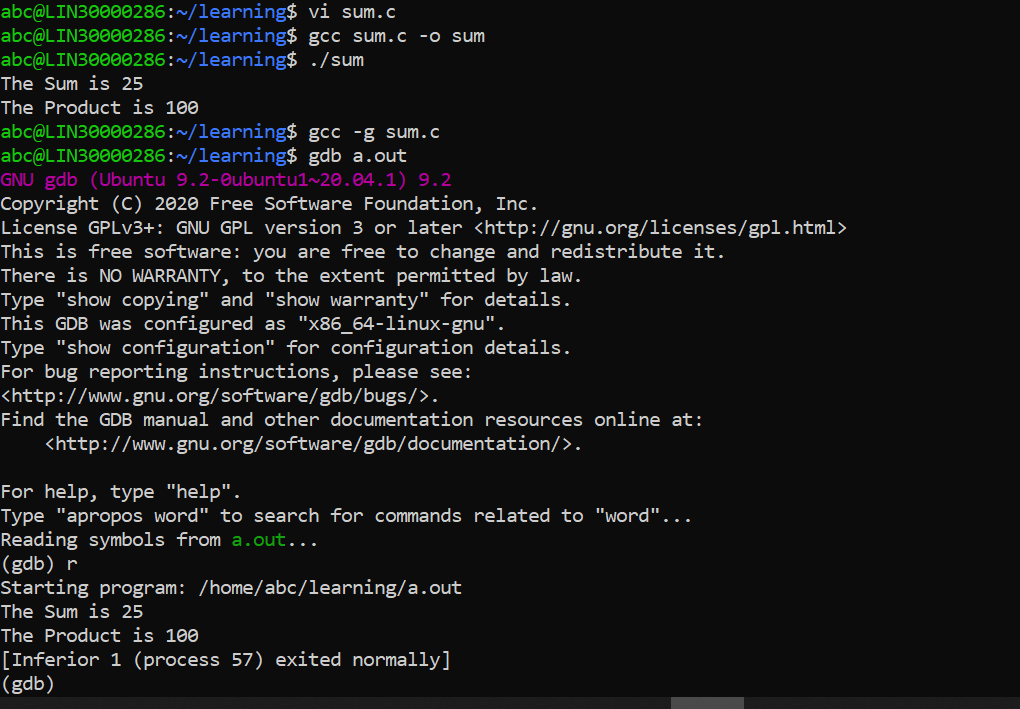 abc@LIN30000286:~/learning$ vi sum.c
abc@LIN30000286:~/learning$ gcc sum.c -o sum
abc@LIN30000286:~/learning$ ./sum
The Sum is 25
The Product is 100
abc@LIN30000286:~/learning$ gcc -g sum.c
abc@LIN30000286:~/learning$ gdb a.out
GNU gdb (Ubuntu 9.2-0ubuntu1~20.04.1) 9.2
Copyright (C) 2020 Free Software Foundation, Inc.
License GPLv3+: GNU GPL version 3 or later <http://gnu.org/licenses/gpl.html>
This is free software: you are free to change and redistribute it.
There is NO WARRANTY, to the extent permitted by law.
Type "show copying" and "show warranty" for details.
This GDB was configured as "x86_64-linux-gnu".
Type "show configuration" for configuration details.
For bug reporting instructions, please see:
<http://www.gnu.org/software/gdb/bugs/>.
Find the GDB manual and other documentation resources online at:
    <http://www.gnu.org/software/gdb/documentation/>.

For help, type "help".
Type "apropos word" to search for commands related to "word"...
Reading symbols from a.out...
(gdb) r
Starting program: /home/abc/learning/a.out
The Sum is 25
The Product is 100
[Inferior 1 (process 57) exited normally]
(gdb)